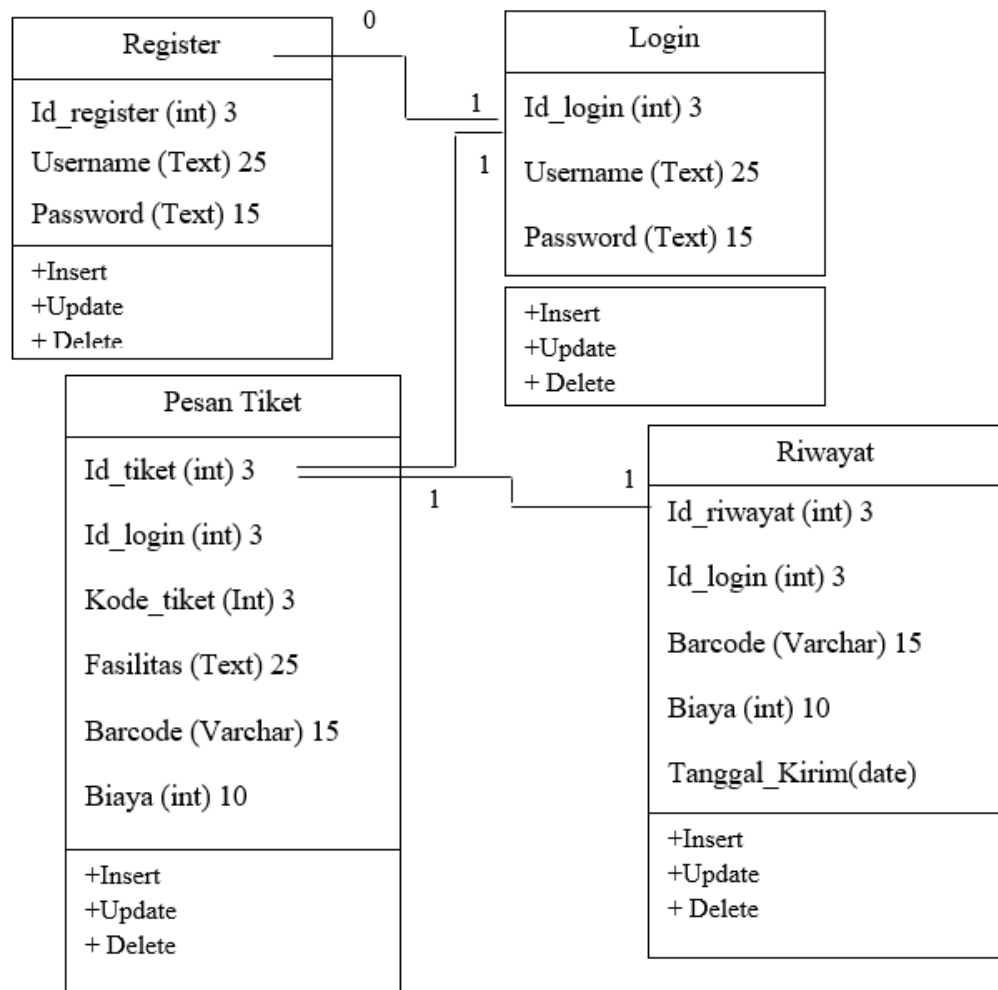 Register
Id_register (int) 3
Username (Text) 25
Password (Text) 15
+Insert
+Update
+ Delete
0
1
1
Login
Id_login (int) 3
Username (Text) 25
Password (Text) 15
+Insert
+Update
+ Delete
Pesan Tiket
Id_tiket (int) 3
Id_login (int) 3
Kode_tiket (Int) 3
Fasilitas (Text) 25
Barcode (Varchar) 15
Biaya (int) 10
+Insert
+Update
+ Delete
1
1
Riwayat
Id_riwayat (int) 3
Id_login (int) 3
Barcode (Varchar) 15
Biaya (int) 10
Tanggal_Kirim(date)
+Insert
+Update
+ Delete